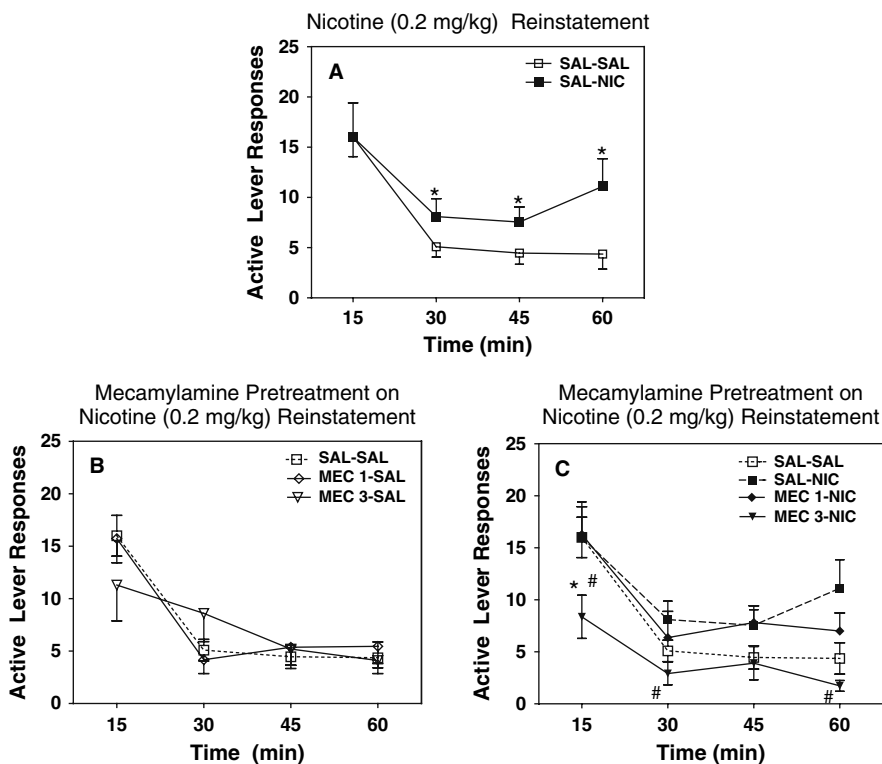 Nicotine (0.2 mg/kg) Reinstatement
A
SAL-SAL
SAL-NIC
Active Lever Responses
25
20
15
10
5
0
*
*
*
15 30 45 60
Time (min)
Mecamylamine Pretreatment on
Nicotine (0.2 mg/kg) Reinstatement
B
SAL-SAL
MEC 1-SAL
MEC 3-SAL
Active Lever Responses
25
20
15
10
5
0
15 30 45 60
Time (min)
Mecamylamine Pretreatment on
Nicotine (0.2 mg/kg) Reinstatement
C
SAL-SAL
SAL-NIC
MEC 1-NIC
MEC 3-NIC
Active Lever Responses
25
20
15
10
5
0
* #
#
#
15 30 45 60
Time (min)